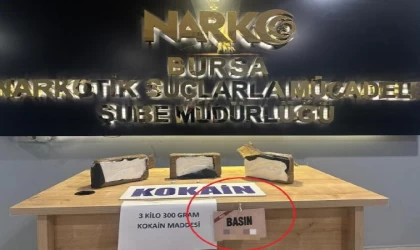 NARKO
BURSA
NARKOTİK SUÇLARLA MÜCADELE
ŞUBE MÜDÜRLÜĞÜ
KOKAİN
3 KİLO 300 GRAM
KOKAİN MADDESİ
BASIN